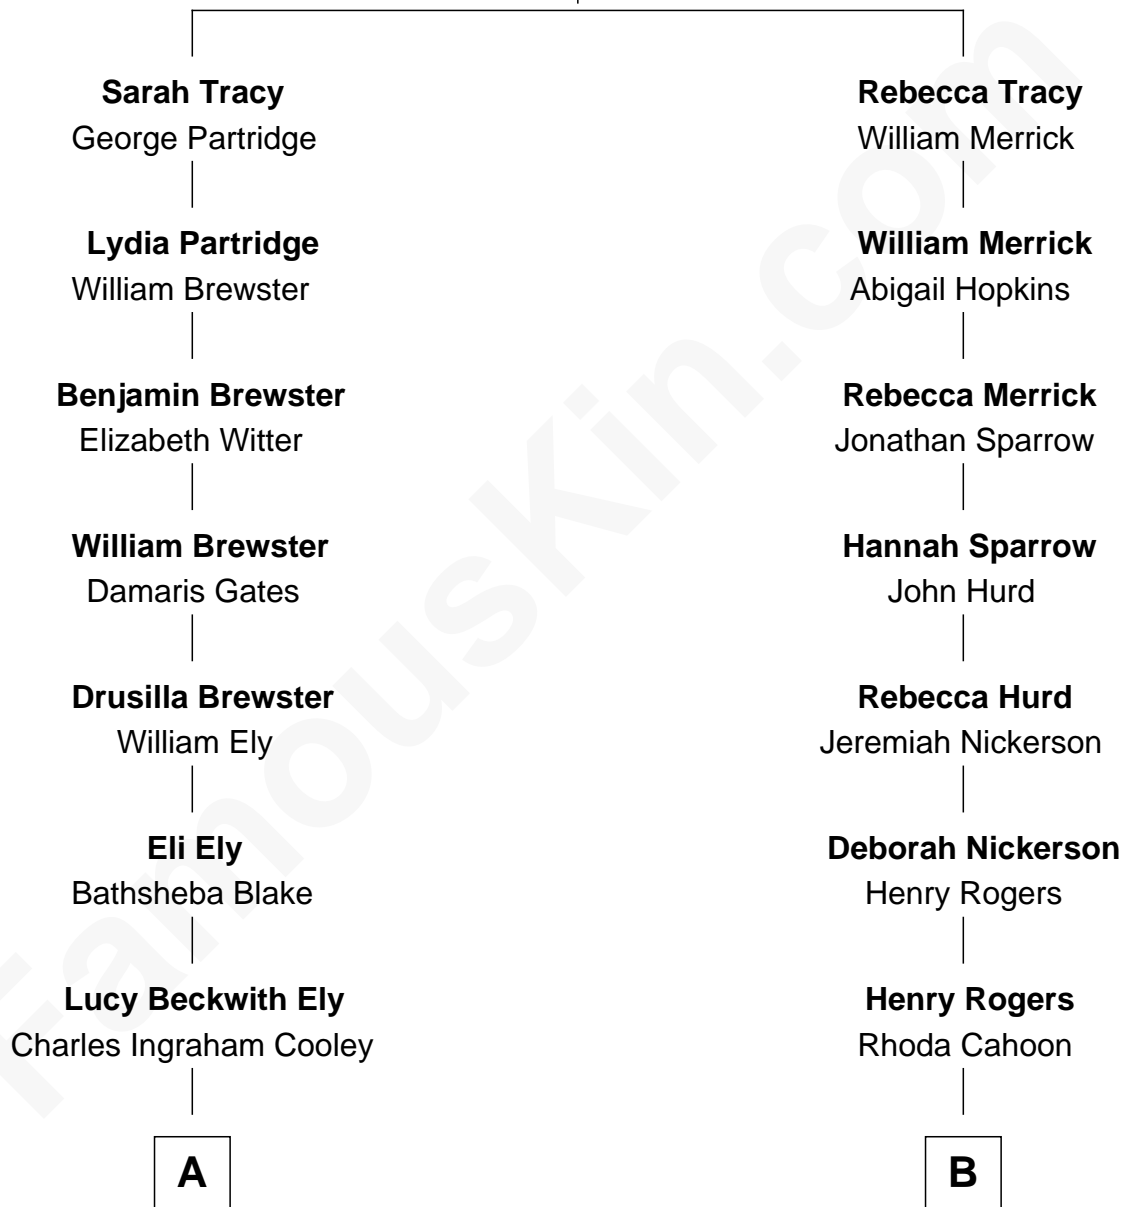 Sarah Tracy
George Partridge
Lydia Partridge
William Brewster
Benjamin Brewster
Elizabeth Witter
William Brewster
Damaris Gates
Drusilla Brewster
William Ely
Eli Ely
Bathsheba Blake
Lucy Beckwith Ely
Charles Ingraham Cooley
A
Rebecca Tracy
William Merrick
William Merrick
Abigail Hopkins
Rebecca Merrick
Jonathan Sparrow
Hannah Sparrow
John Hurd
Rebecca Hurd
Jeremiah Nickerson
Deborah Nickerson
Henry Rogers
Henry Rogers
Rhoda Cahoon
B
FamousKin.com